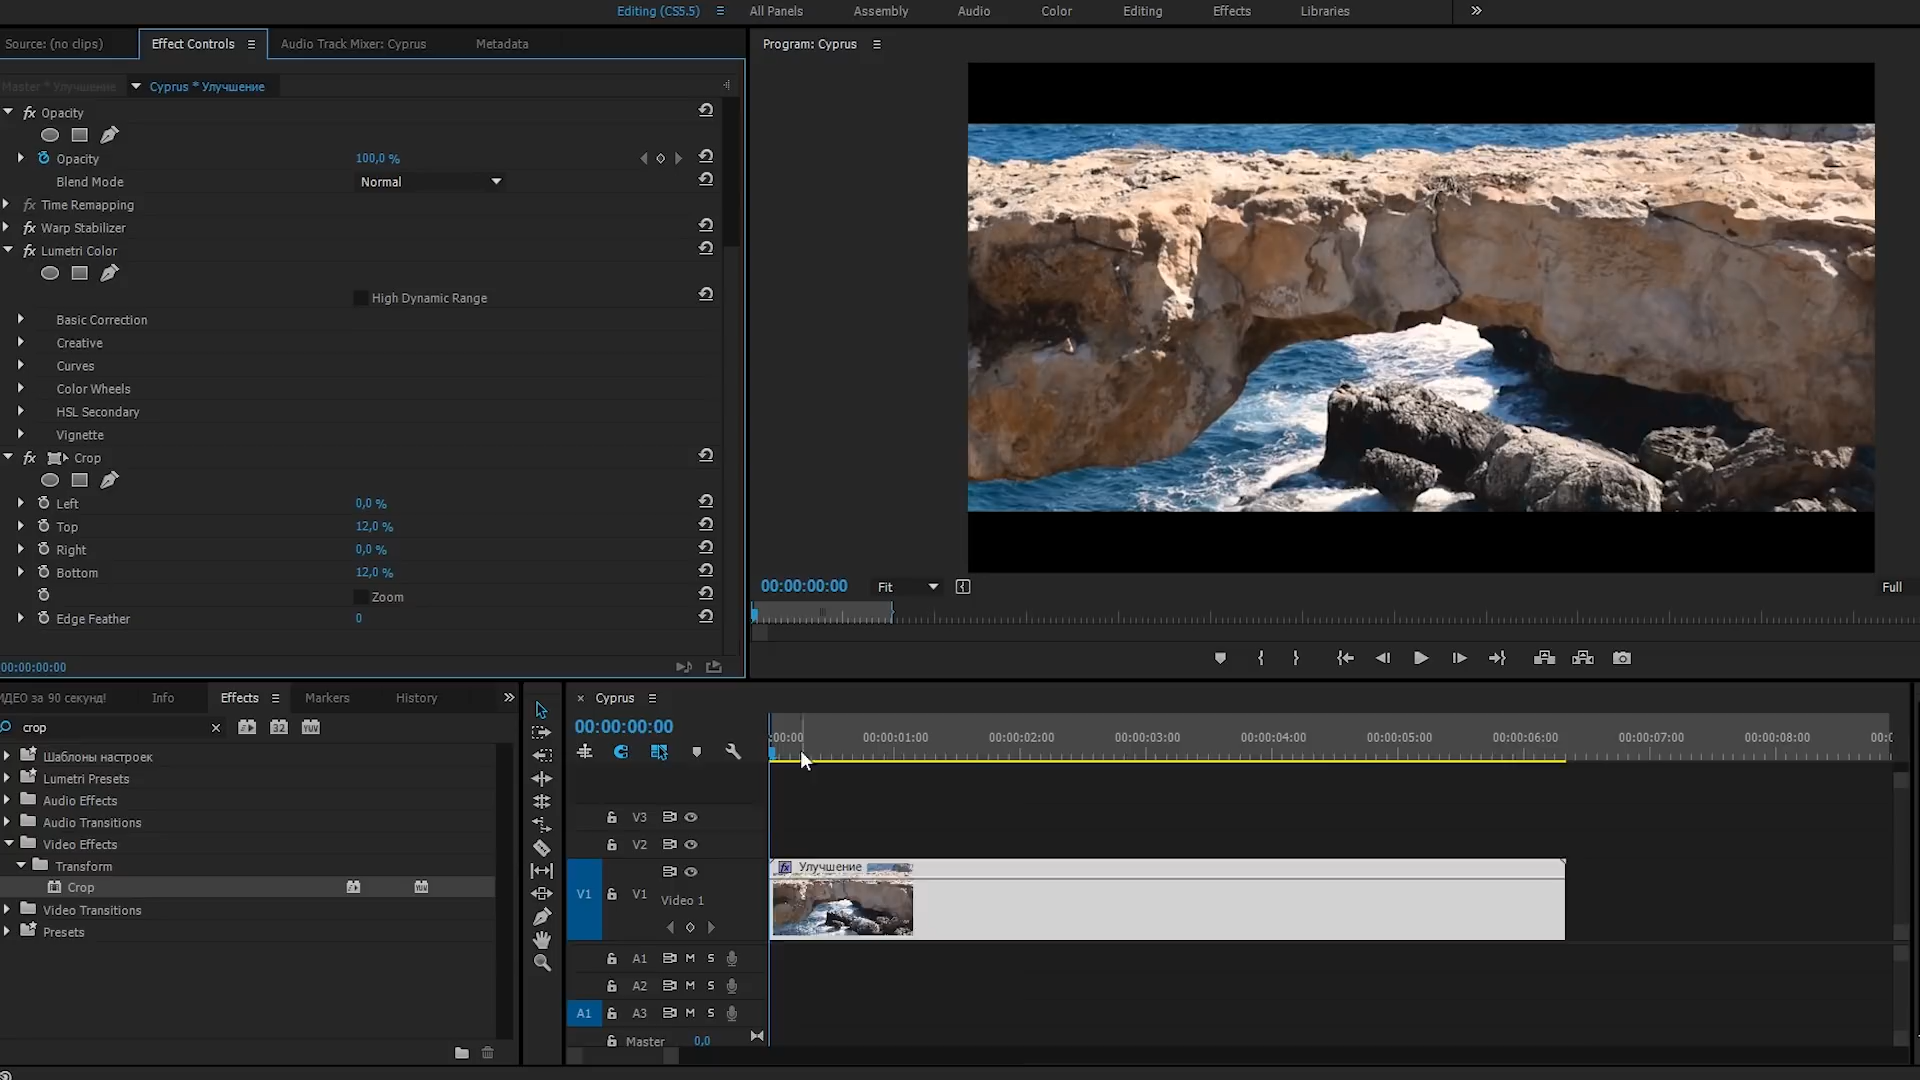 Editing (CS5.5)
All Panels
Assembly
Audio
Color
Editing
Effects
Libraries
Source: (no clips)
Effect Controls
Audio Track Mixer: Cyprus
Metadata
Program: Cyprus
Master * Улучшение
Cyprus * Улучшение
fx Opacity
Opacity
100,0 %
Blend Mode
Normal
fx Time Remapping
fx Warp Stabilizer
fx Lumetri Color
High Dynamic Range
Basic Correction
Creative
Curves
Color Wheels
HSL Secondary
Vignette
fx Crop
Left
0,0 %
Top
12,0 %
Right
0,0 %
Bottom
12,0 %
Zoom
Edge Feather
0
00:00:00:00
00:00:00:00
Fit
Full
ИДЕО за 90 секунд!
Info
Effects
Markers
History
crop
32
YUV
Шаблоны настроек
Lumetri Presets
Audio Effects
Audio Transitions
Video Effects
Transform
Crop
Video Transitions
Presets
Cyprus
00:00:00:00
:00:00
00:00:01:00
00:00:02:00
00:00:03:00
00:00:04:00
00:00:05:00
00:00:06:00
00:00:07:00
00:00:08:00
00:0
V3
V2
V1
V1
Video 1
fx Улучшение
A1
M
S
A2
M
S
A1
A3
M
S
Master
0,0